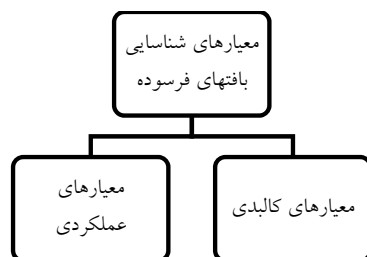 معیارهای شناسایی
بافتهای فرسوده
معیارهای کالبدی
معیارهای
عملکردی